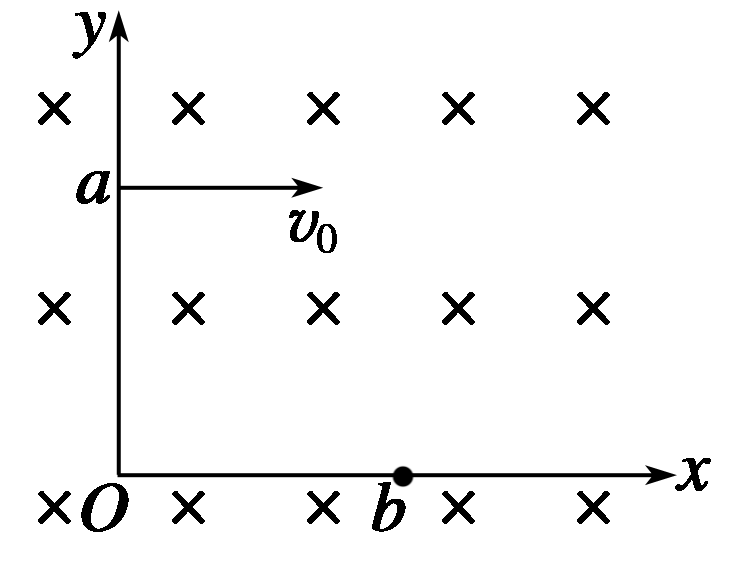 y
× × × × ×
a
v₀
× × × × ×
x
× O × × b × ×